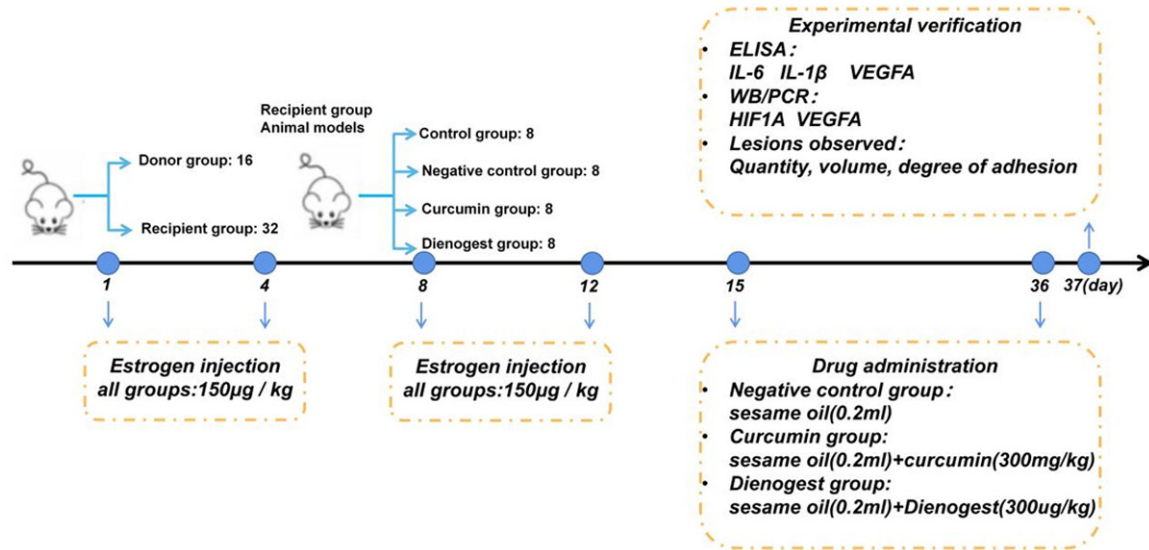 Experimental verification
• ELISA:
IL-6 IL-1β VEGFA
• WB/PCR:
HIF1A VEGFA
• Lesions observed:
Quantity, volume, degree of adhesion
Recipient group
Animal models
Donor group: 16
Recipient group: 32
Control group: 8
Negative control group: 8
Curcumin group: 8
Dienogest group: 8
1 4 8 12 15 36 37(day)
Estrogen injection
all groups:150μg / kg
Estrogen injection
all groups:150μg / kg
Drug administration
• Negative control group:
sesame oil(0.2ml)
• Curcumin group:
sesame oil(0.2ml)+curcumin(300mg/kg)
• Dienogest group:
sesame oil(0.2ml)+Dienogest(300ug/kg)